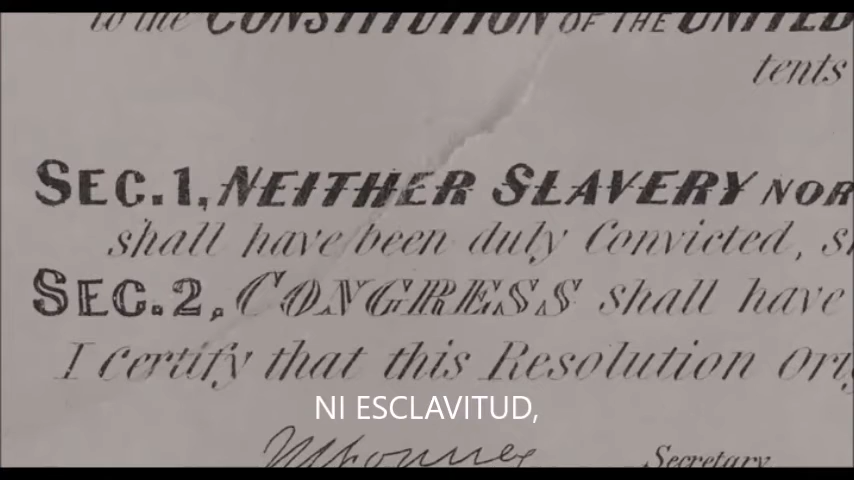 to the CONSTITUTION OF THE UNITED
tents
SEC.1, NEITHER SLAVERY NOR
shall have been duly Convicted, s
SEC.2, CONGRESS shall have
I certify that this Resolution Orig
NI ESCLAVITUD,
Secretary